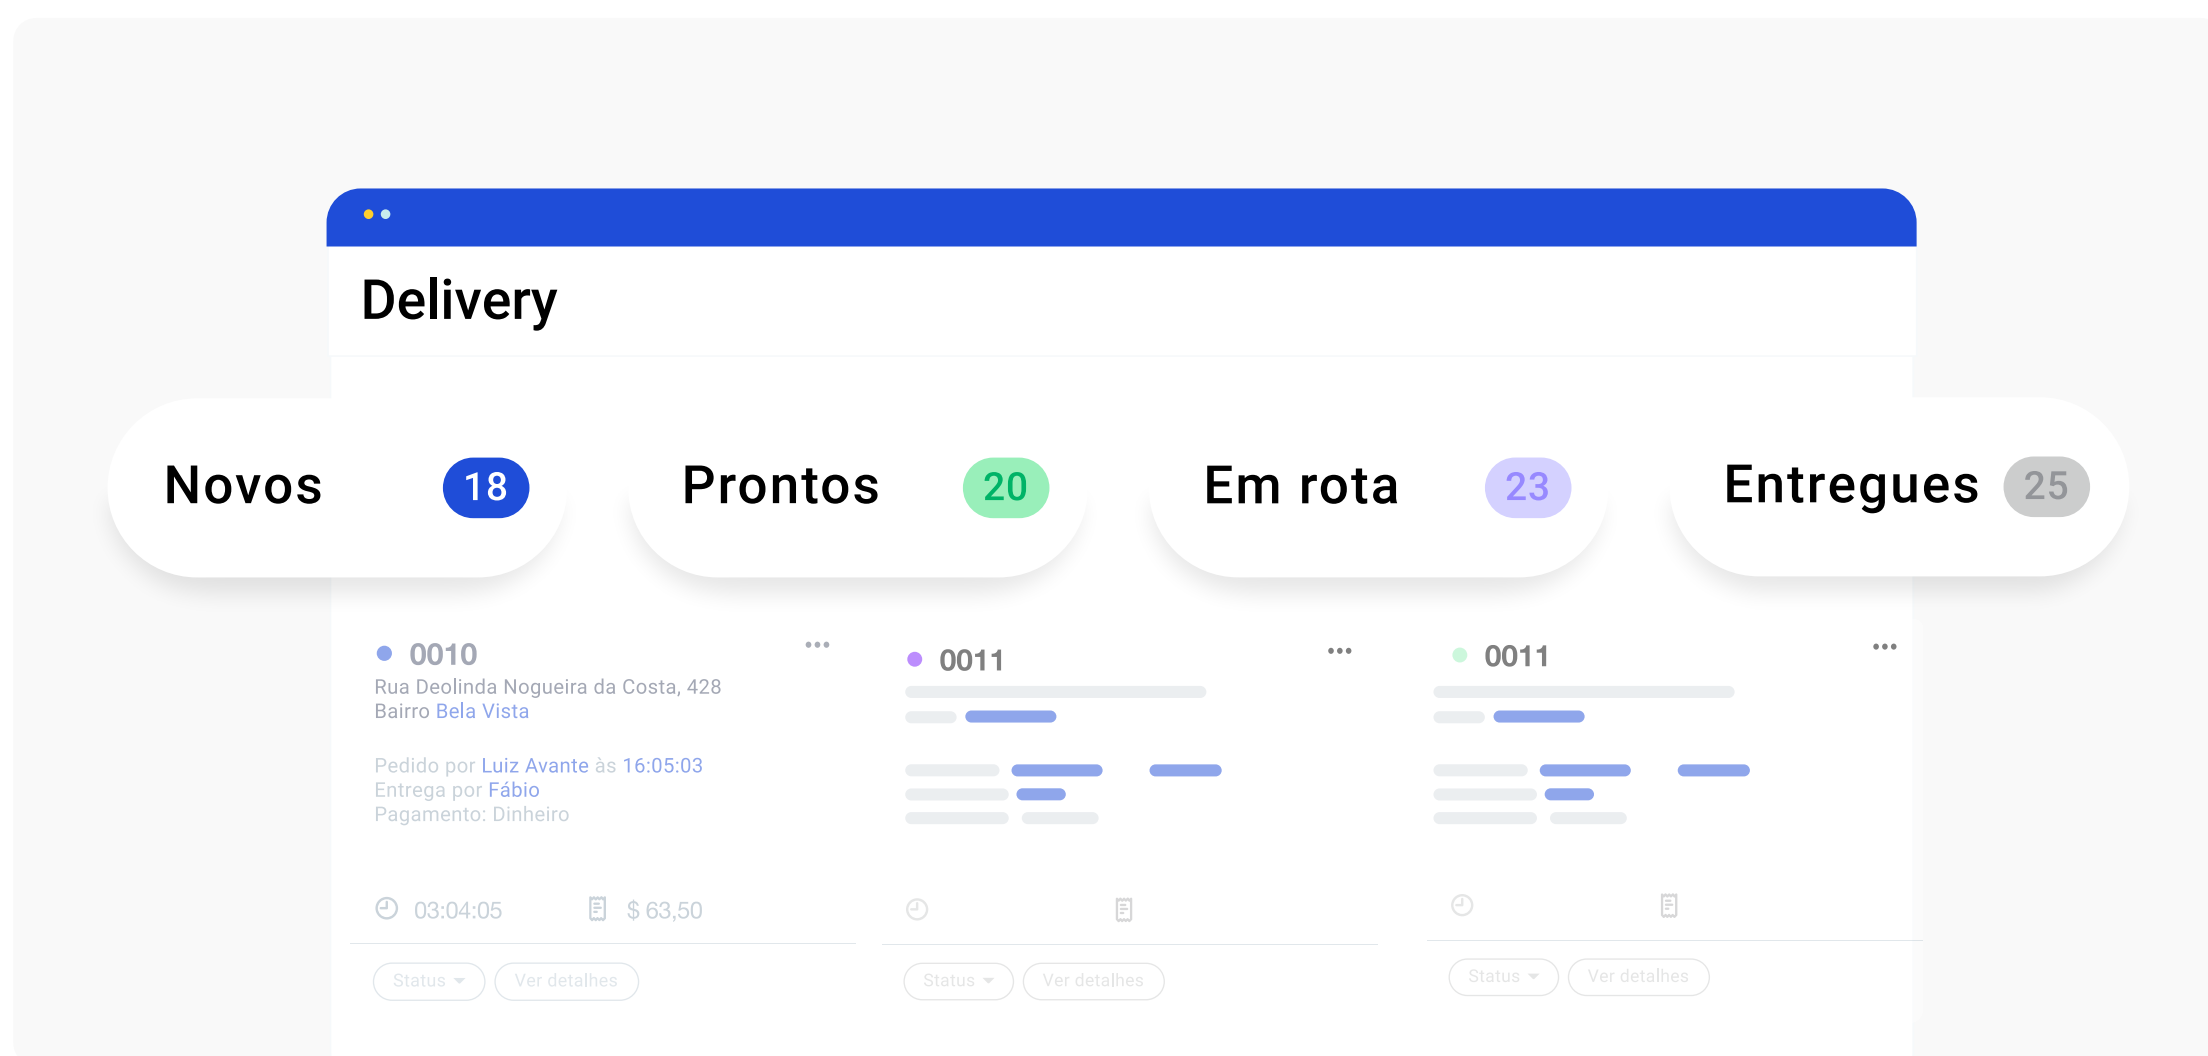 Delivery
Novos 18
Prontos 20
Em rota 23
Entregues 25
0010
Rua Deolinda Nogueira da Costa, 428
Bairro Bela Vista
Pedido por Luiz Avante às 16:05:03
Entrega por Fábio
Pagamento: Dinheiro
03:04:05 $ 63,50
Status Ver detalhes
0011
Status Ver detalhes
0011
Status Ver detalhes